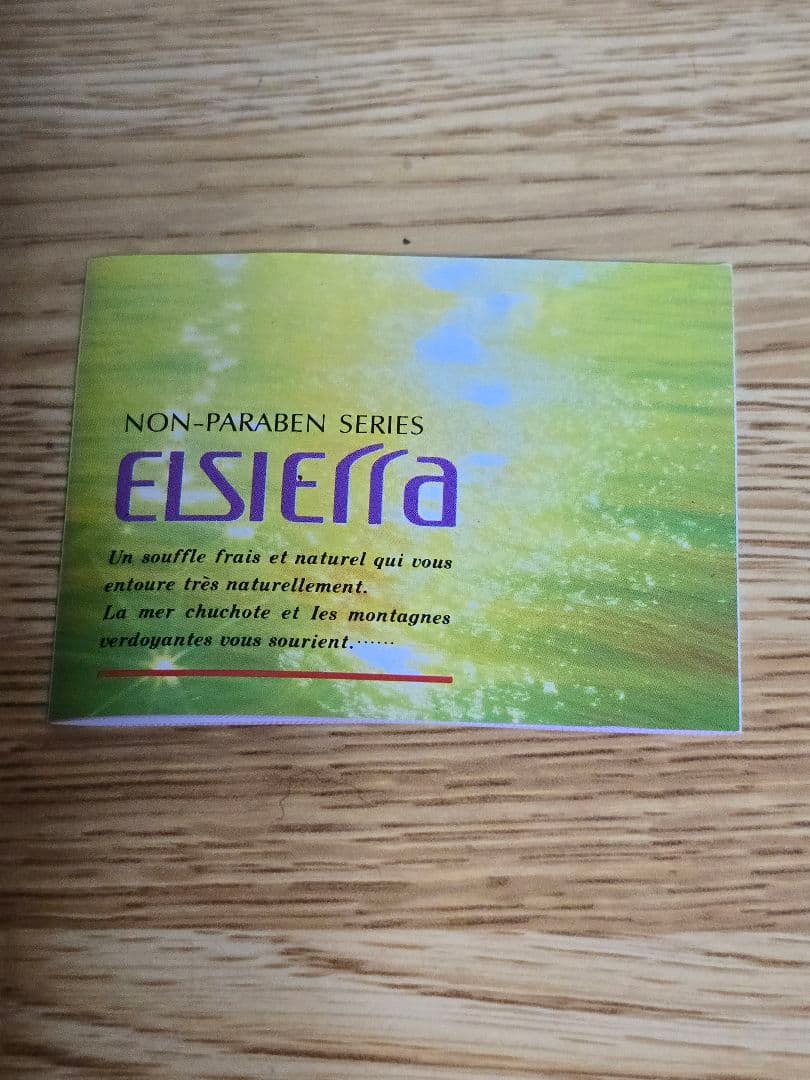 NON-PARABEN SERIES
ELSIErra
Un souffle frais et naturel qui vous
entoure très naturellement.
La mer chuchote et les montagnes
verdoyantes vous sourient.······